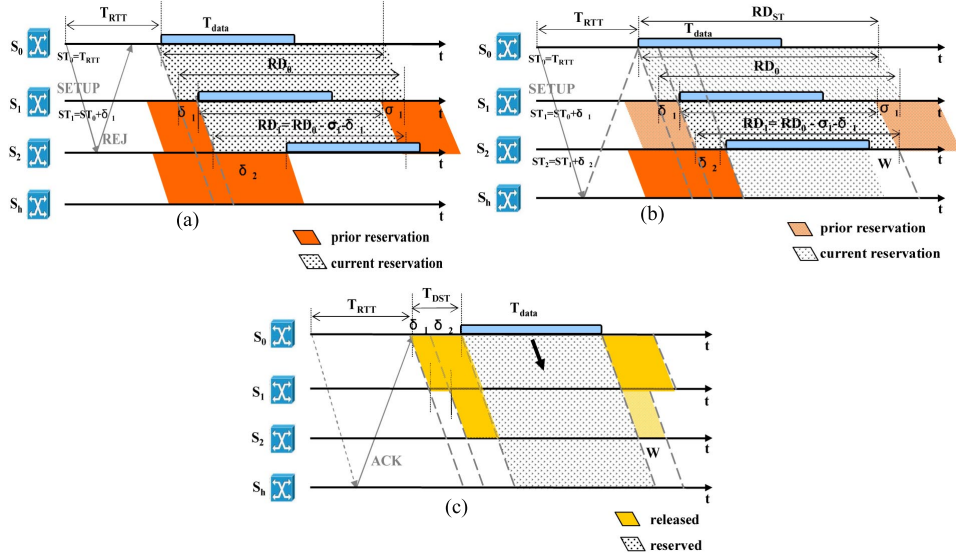 T_RTT
T_data
S_0
ST_0=T_RTT
t
RD_0
SETUP
S_1
δ_1
σ_1
t
ST_1=ST_0+δ_1
RD_1= RD_0 - σ_1-δ_1
REJ
S_2
t
δ_2
S_h
t
(a)
prior reservation
current reservation
T_RTT
RD_ST
T_data
S_0
ST_0=T_RTT
t
RD_0
SETUP
S_1
δ_1
σ_1
t
ST_1=ST_0+δ_1
RD_1= RD_0 - σ_1-δ_1
S_2
t
ST_2=ST_1+δ_2
δ_2
W
S_h
t
(b)
prior reservation
current reservation
T_RTT
T_DST
T_data
δ_1 δ_2
S_0
t
S_1
t
S_2
t
W
ACK
S_h
t
(c)
released
reserved